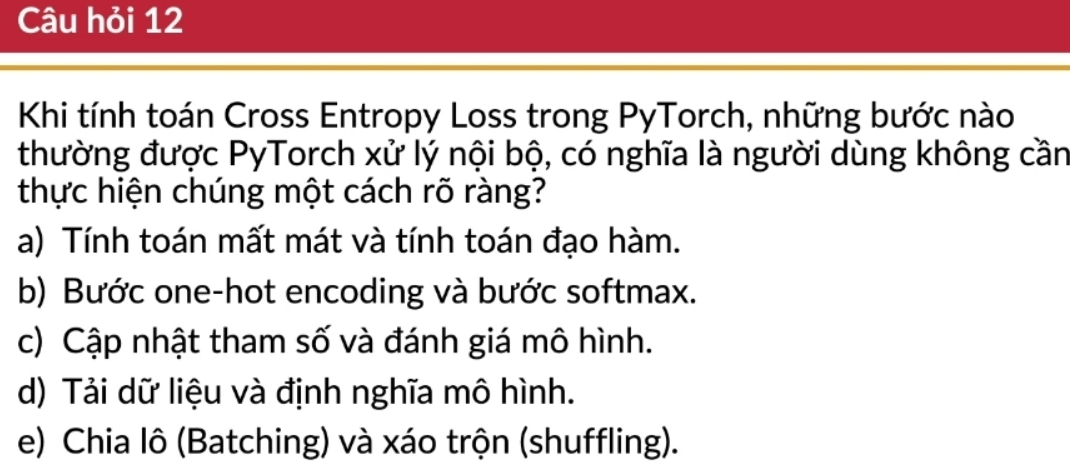 Câu hỏi 12
Khi tính toán Cross Entropy Loss trong PyTorch, những bước nào
thường được PyTorch xử lý nội bộ, có nghĩa là người dùng không cần
thực hiện chúng một cách rõ ràng?
a) Tính toán mất mát và tính toán đạo hàm.
b) Bước one-hot encoding và bước softmax.
c) Cập nhật tham số và đánh giá mô hình.
d) Tải dữ liệu và định nghĩa mô hình.
e) Chia lô (Batching) và xáo trộn (shuffling).